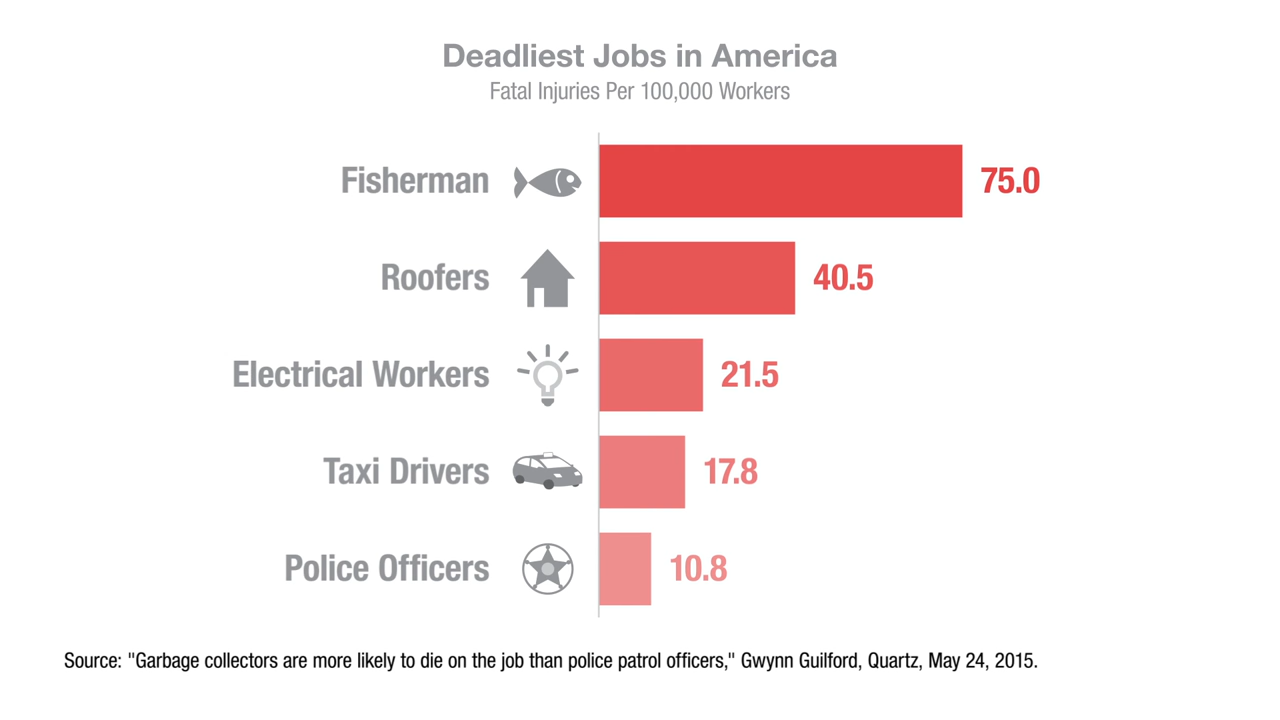 Deadliest Jobs in America
Fatal Injuries Per 100,000 Workers
Fisherman 75.0
Roofers 40.5
Electrical Workers 21.5
Taxi Drivers 17.8
Police Officers 10.8
Source: "Garbage collectors are more likely to die on the job than police patrol officers," Gwynn Guilford, Quartz, May 24, 2015.